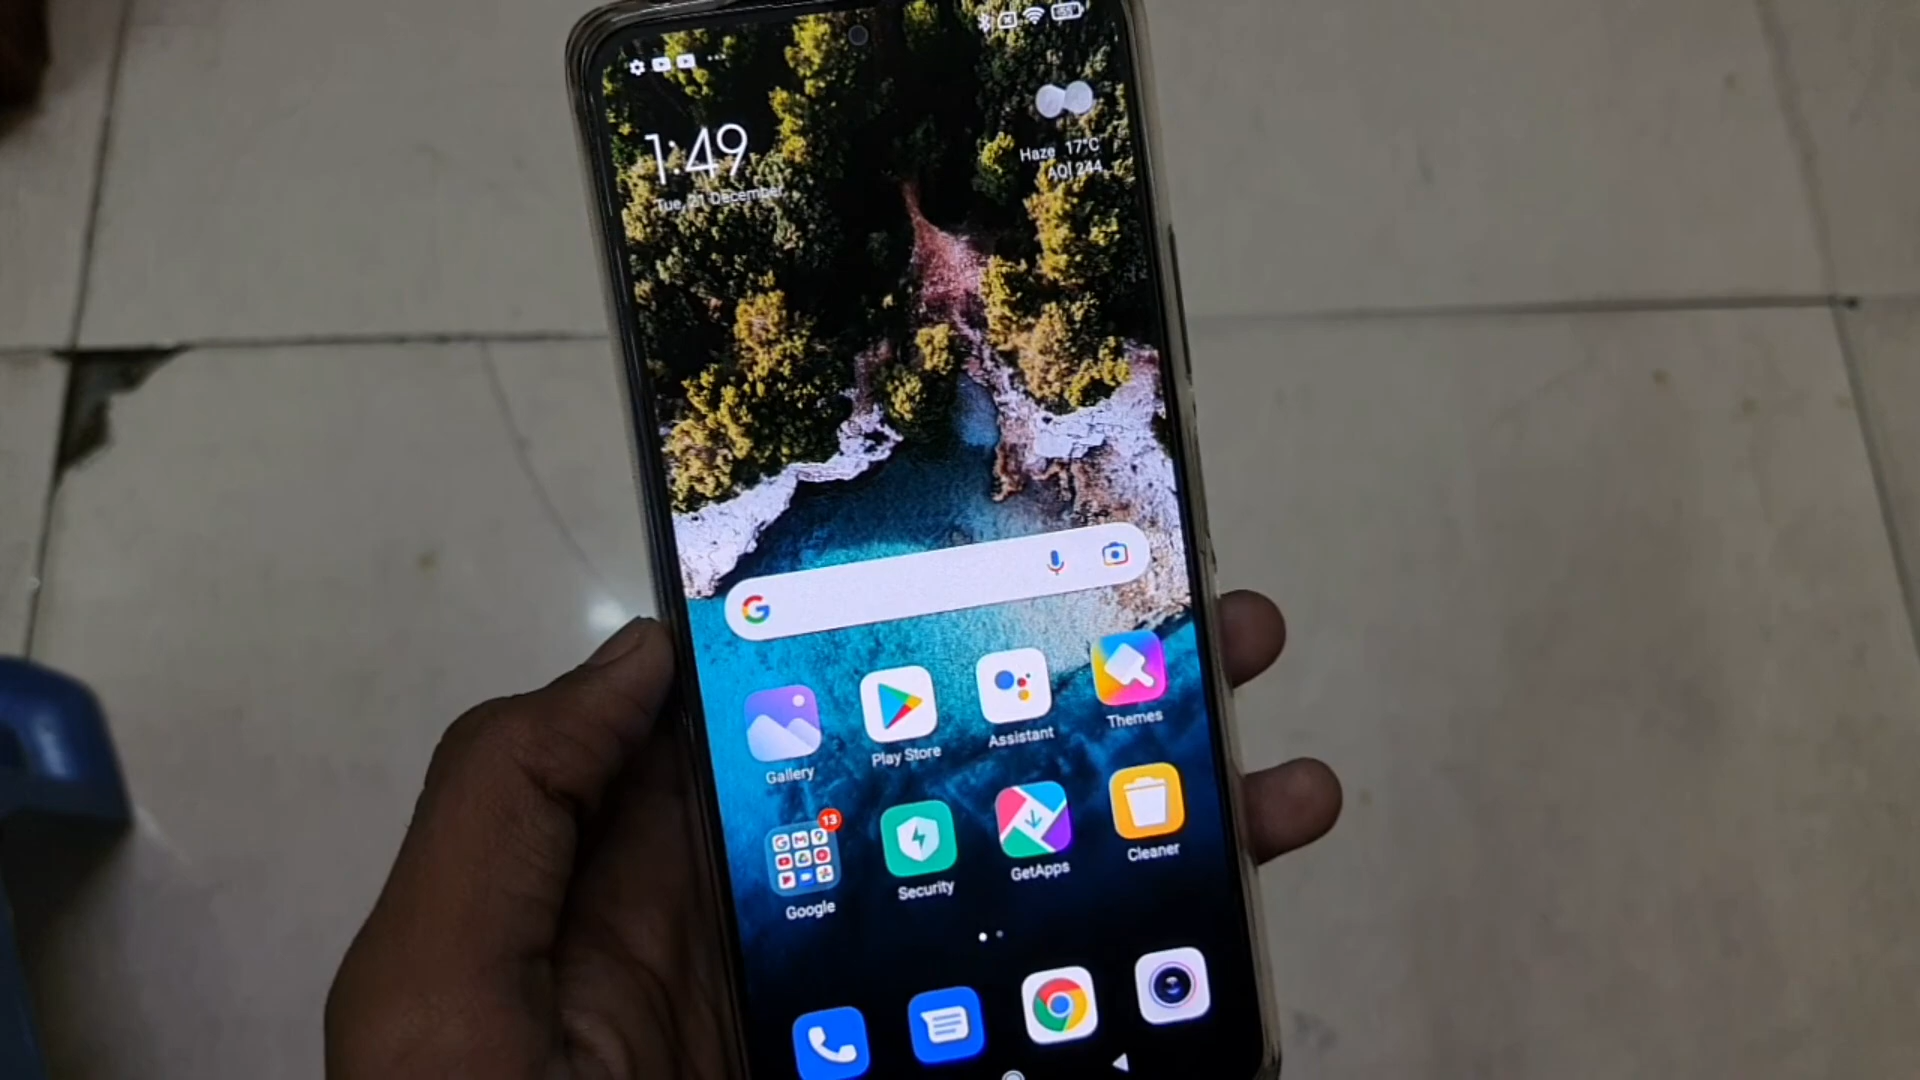 1:49
Tue, 21 December
Haze 17°C
AQI 244
Gallery
Play Store
Assistant
Themes
13
Google
Security
GetApps
Cleaner